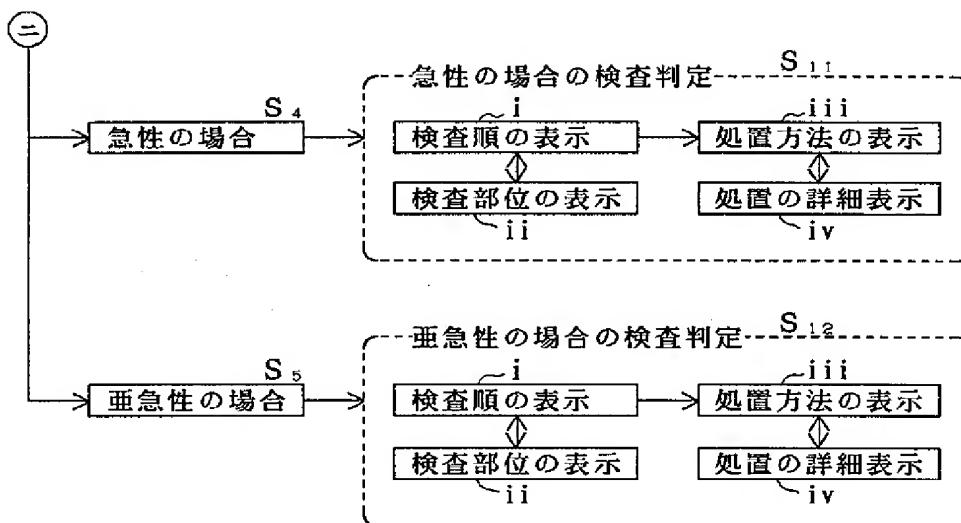 ニ
急性の場合の検査判定 S₁₁
S₄ i iii
急性の場合 検査順の表示 処置方法の表示
検査部位の表示 処置の詳細表示
ii iv
亜急性の場合の検査判定 S₁₂
S₅ i iii
亜急性の場合 検査順の表示 処置方法の表示
検査部位の表示 処置の詳細表示
ii iv